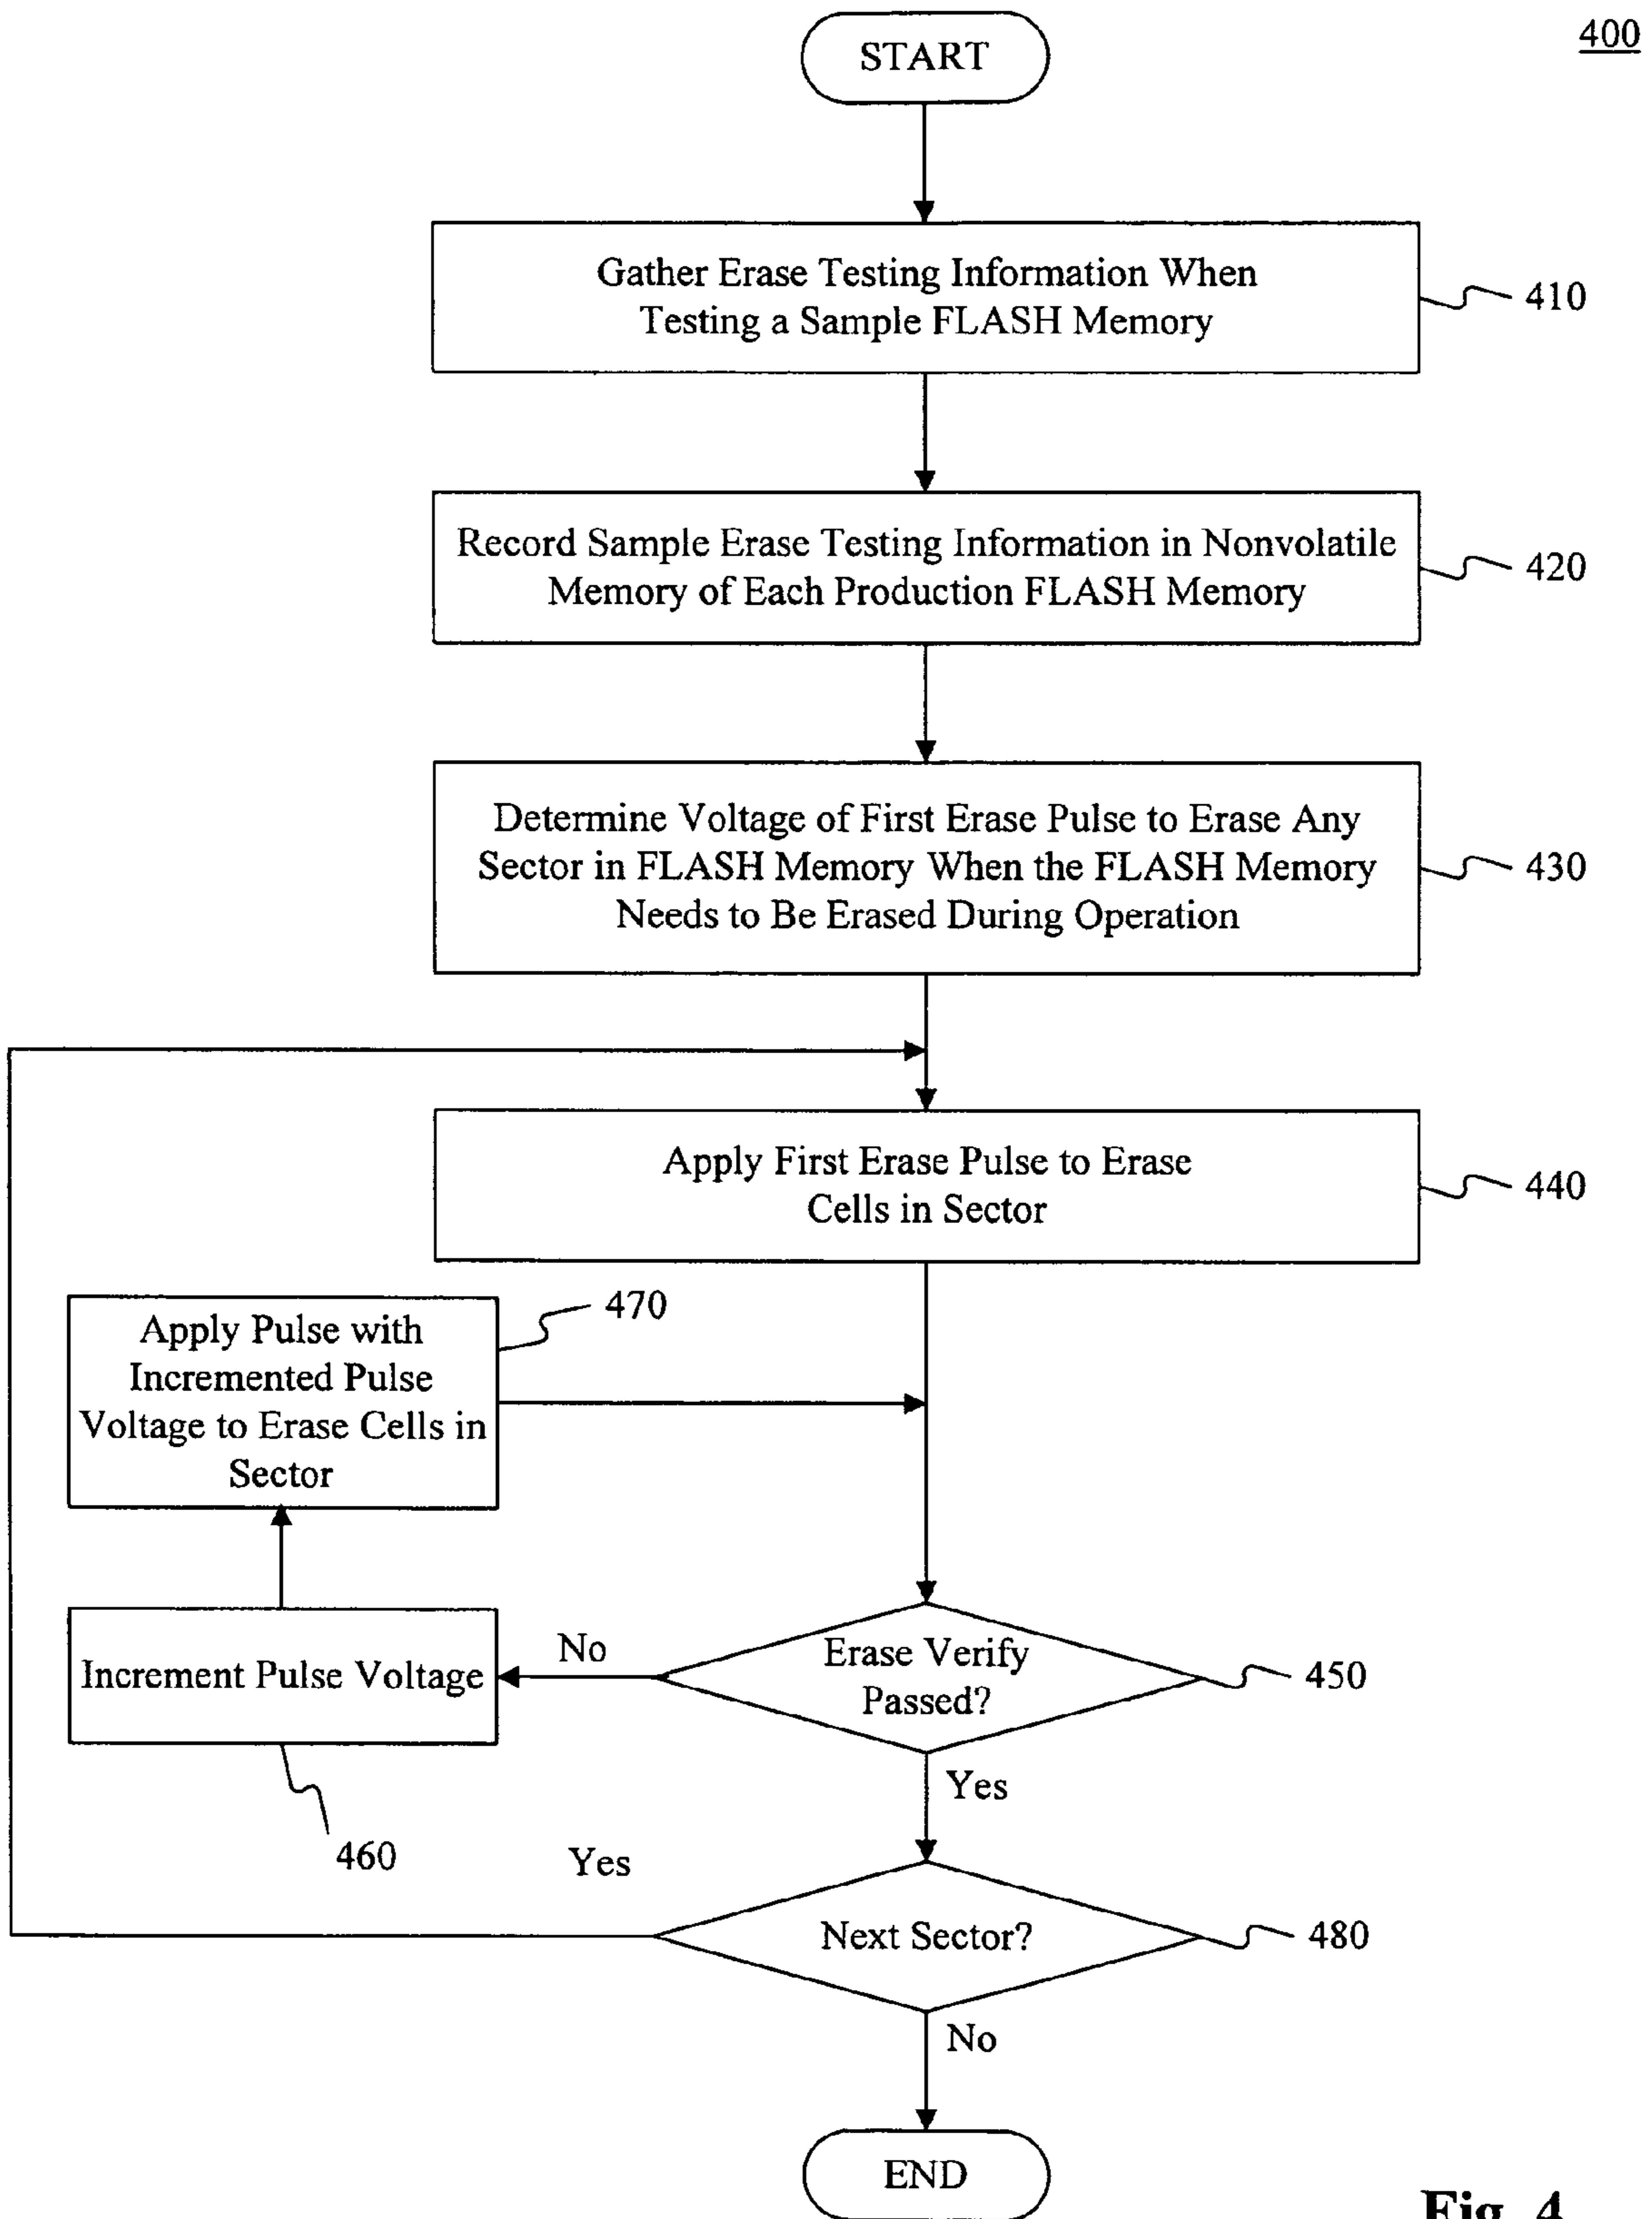 400
START
Gather Erase Testing Information When
Testing a Sample FLASH Memory
410
Record Sample Erase Testing Information in Nonvolatile
Memory of Each Production FLASH Memory
420
Determine Voltage of First Erase Pulse to Erase Any
Sector in FLASH Memory When the FLASH Memory
Needs to Be Erased During Operation
430
Apply First Erase Pulse to Erase
Cells in Sector
440
470
Apply Pulse with
Incremented Pulse
Voltage to Erase Cells in
Sector
Increment Pulse Voltage
No
Erase Verify
Passed?
450
Yes
460
Yes
Next Sector?
480
No
END
Fig. 4